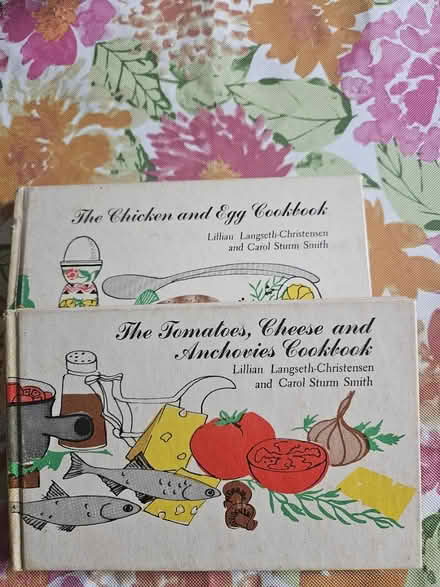 The Chicken and Egg Cookbook
Lillian Langseth-Christensen
and Carol Sturm Smith
The Tomatoes, Cheese and
Anchovies Cookbook
Lillian Langseth-Christensen
and Carol Sturm Smith